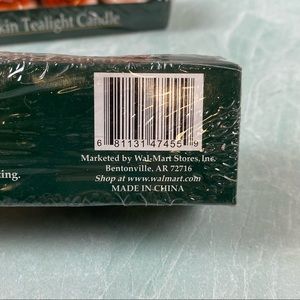 kin Tealight Candle
6 81131 47455 9
Marketed by Wal-Mart Stores, Inc.
Bentonville, AR 72716
ting.
Shop at www.walmart.com
MADE IN CHINA